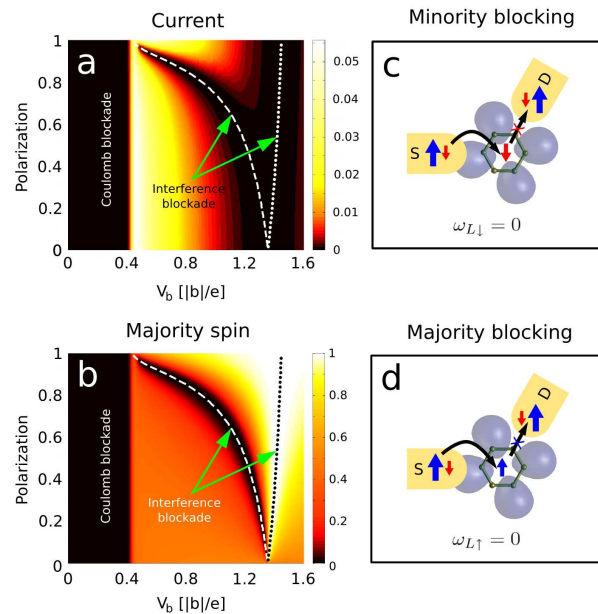 Current
Minority blocking
a
Polarization
1
0.8
0.6
0.4
0.2
0
Coulomb blockade
Interference
blockade
0 0.4 0.8 1.2 1.6
V_b [|b|/e]
0.05
0.04
0.03
0.02
0.01
0
c
S
D
ω_L↓ = 0
Majority spin
Majority blocking
b
Polarization
1
0.8
0.6
0.4
0.2
0
Coulomb blockade
Interference
blockade
0 0.4 0.8 1.2 1.6
V_b [|b|/e]
1
0.8
0.6
0.4
0.2
0
d
S
D
ω_L↑ = 0